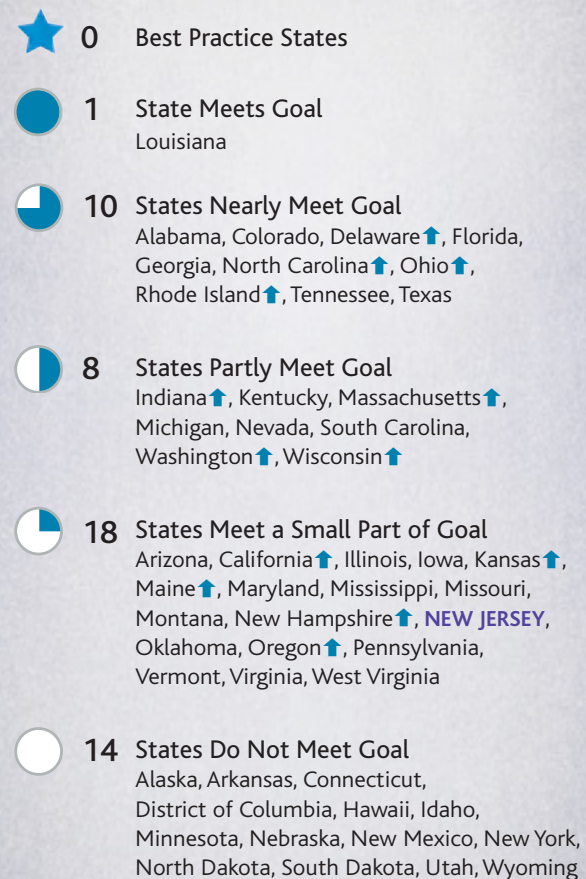 0 Best Practice States
1 State Meets Goal
Louisiana
10 States Nearly Meet Goal
Alabama, Colorado, Delaware⬆, Florida,
Georgia, North Carolina⬆, Ohio⬆,
Rhode Island⬆, Tennessee, Texas
8 States Partly Meet Goal
Indiana⬆, Kentucky, Massachusetts⬆,
Michigan, Nevada, South Carolina,
Washington⬆, Wisconsin⬆
18 States Meet a Small Part of Goal
Arizona, California⬆, Illinois, Iowa, Kansas⬆,
Maine⬆, Maryland, Mississippi, Missouri,
Montana, New Hampshire⬆, NEW JERSEY,
Oklahoma, Oregon⬆, Pennsylvania,
Vermont, Virginia, West Virginia
14 States Do Not Meet Goal
Alaska, Arkansas, Connecticut,
District of Columbia, Hawaii, Idaho,
Minnesota, Nebraska, New Mexico, New York,
North Dakota, South Dakota, Utah, Wyoming